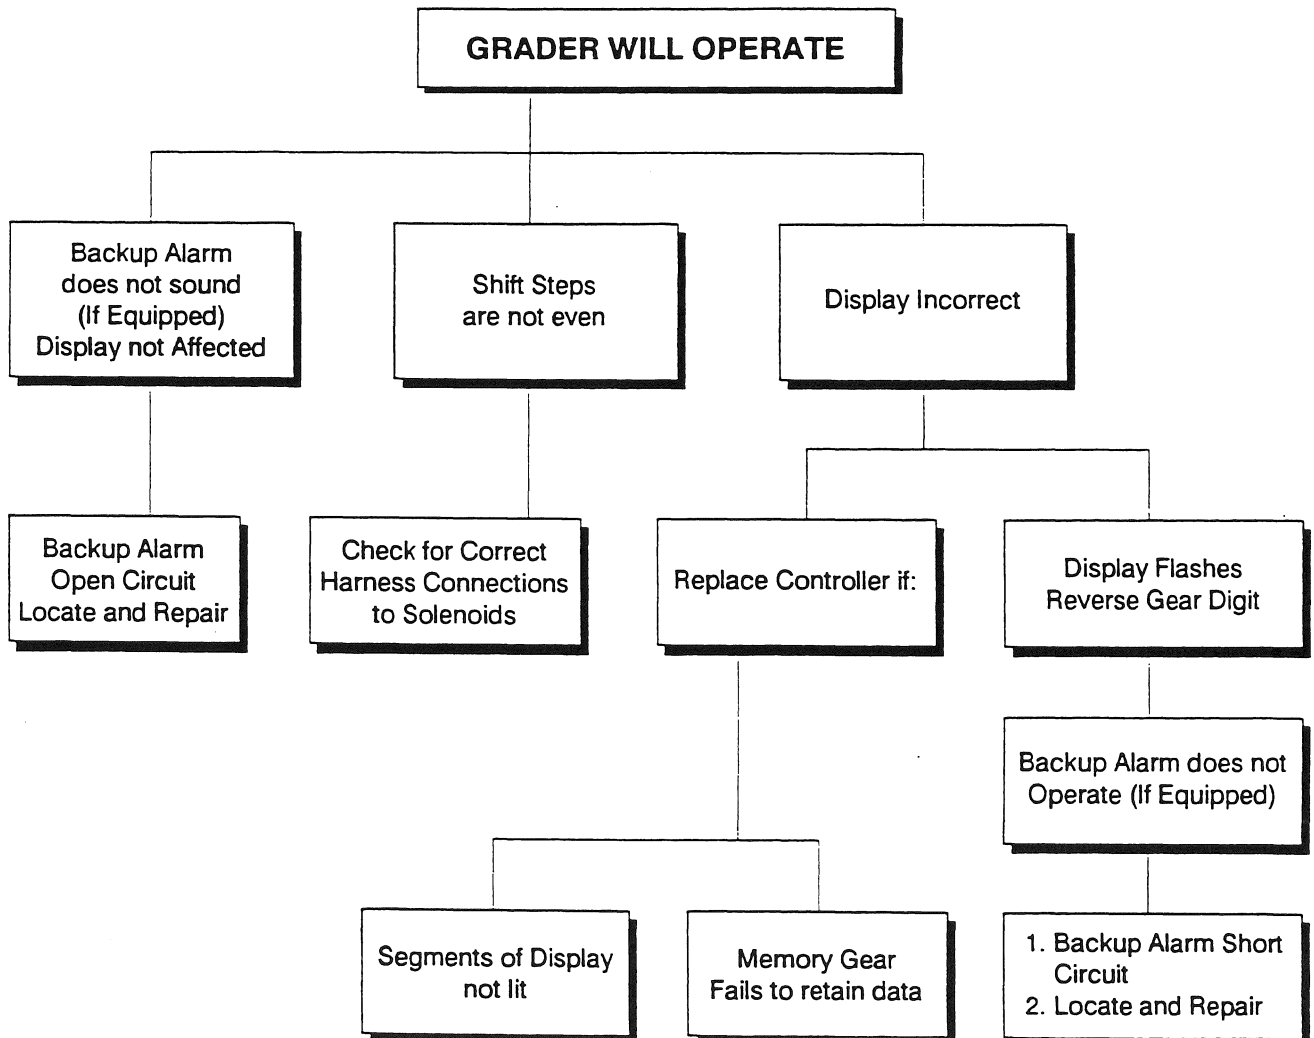 GRADER WILL OPERATE
Backup Alarm
does not sound
(If Equipped)
Display not Affected
Shift Steps
are not even
Display Incorrect
Backup Alarm
Open Circuit
Locate and Repair
Check for Correct
Harness Connections
to Solenoids
Replace Controller if:
Display Flashes
Reverse Gear Digit
Backup Alarm does not
Operate (If Equipped)
Segments of Display
not lit
Memory Gear
Fails to retain data
1. Backup Alarm Short
Circuit
2. Locate and Repair